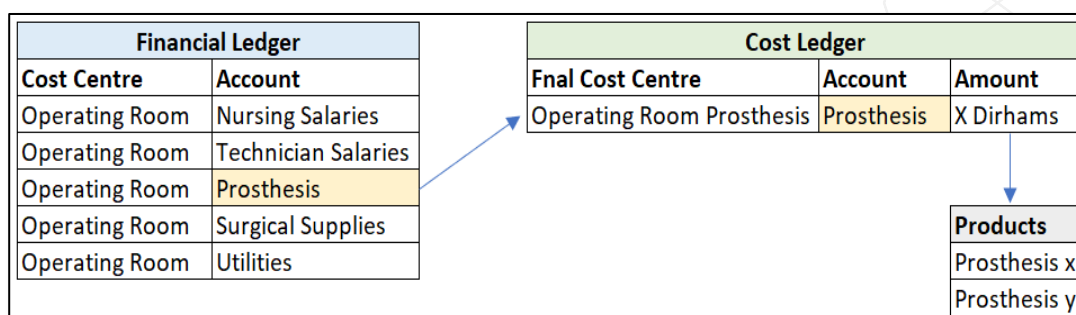 Financial Ledger
Cost Centre Account
Operating Room Nursing Salaries
Operating Room Technician Salaries
Operating Room Prosthesis
Operating Room Surgical Supplies
Operating Room Utilities
Cost Ledger
Fnal Cost Centre Account Amount
Operating Room Prosthesis Prosthesis X Dirhams
Products
Prosthesis x
Prosthesis y